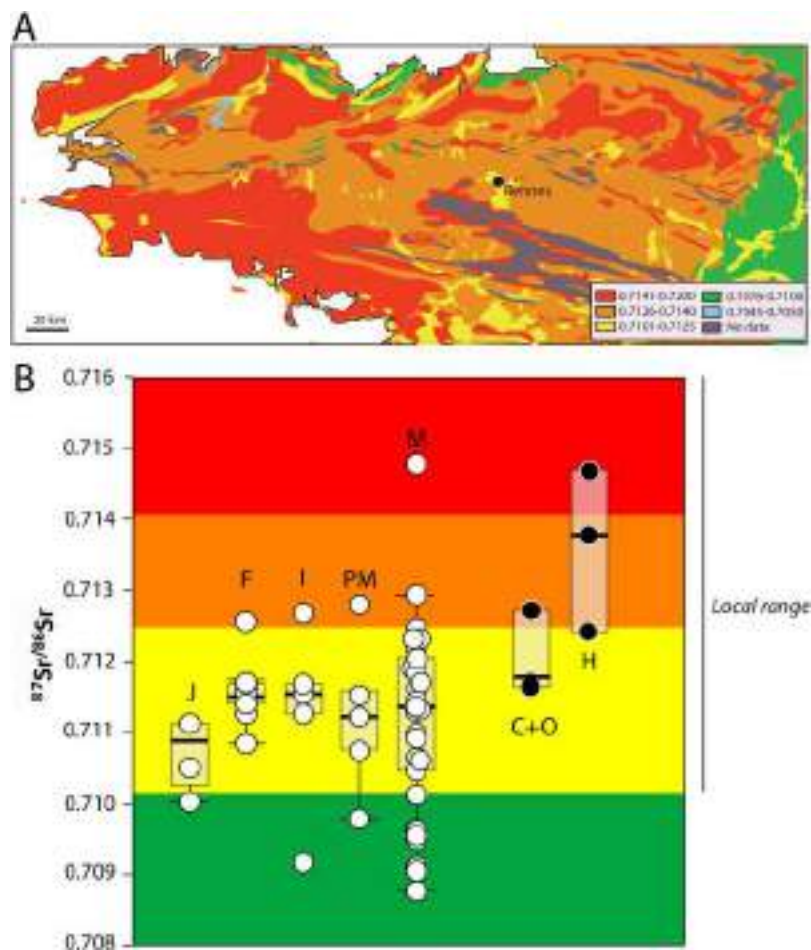 A
Rennes
20 km
0.7141-0.7200
0.7126-0.7140
0.7101-0.7125
No data
B
0.716
0.715
0.714
0.713
0.712
0.711
0.710
0.709
0.708
⁸⁷Sr/⁸⁶Sr
J
F
I
PM
M
C+O
H
Local range